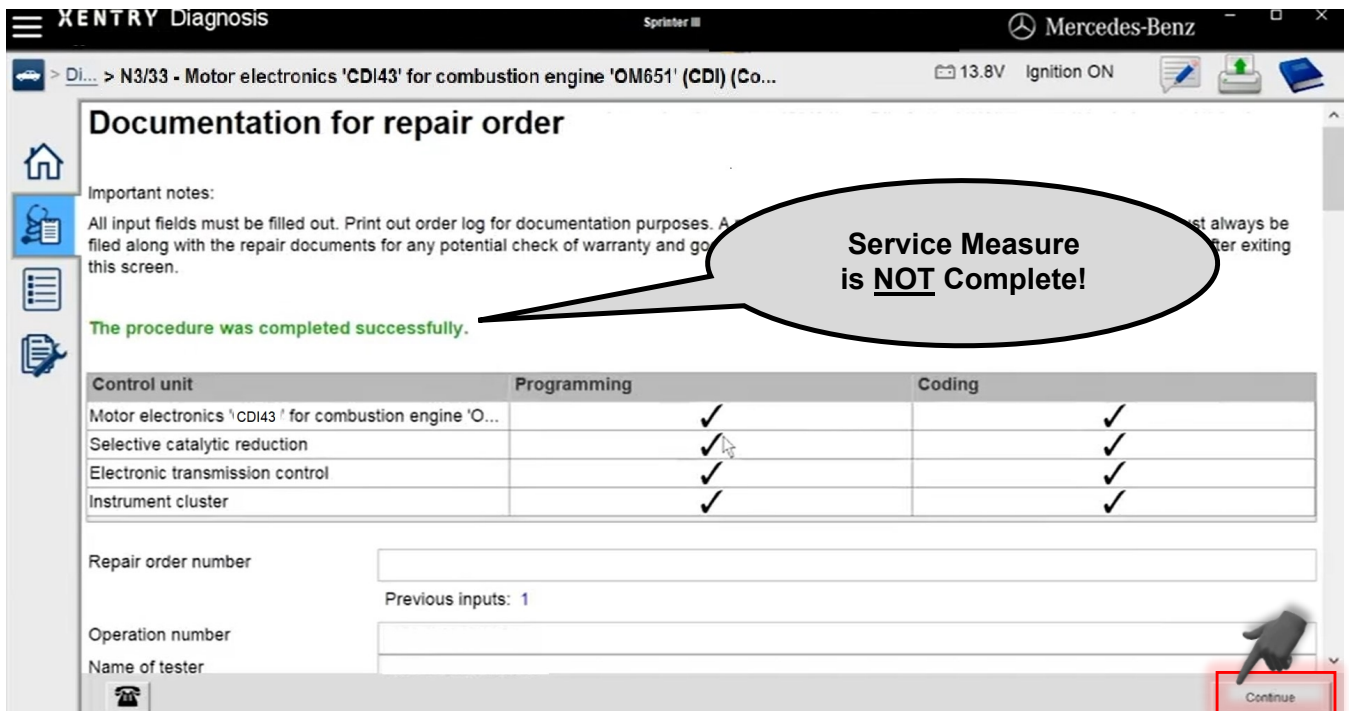 XENTRY Diagnosis
Sprinter III
Mercedes-Benz
> Di... > N3/33 - Motor electronics 'CDI43' for combustion engine 'OM651' (CDI) (Co...
13.8V Ignition ON
Documentation for repair order
Important notes:
All input fields must be filled out. Print out order log for documentation purposes. A st always be
filed along with the repair documents for any potential check of warranty and go fter exiting
this screen.
Service Measure
is NOT Complete!
The procedure was completed successfully.
Control unit Programming Coding
Motor electronics 'CDI43' for combustion engine 'O... ✓ ✓
Selective catalytic reduction ✓ ✓
Electronic transmission control ✓ ✓
Instrument cluster ✓ ✓
Repair order number
Previous inputs: 1
Operation number
Name of tester
Continue